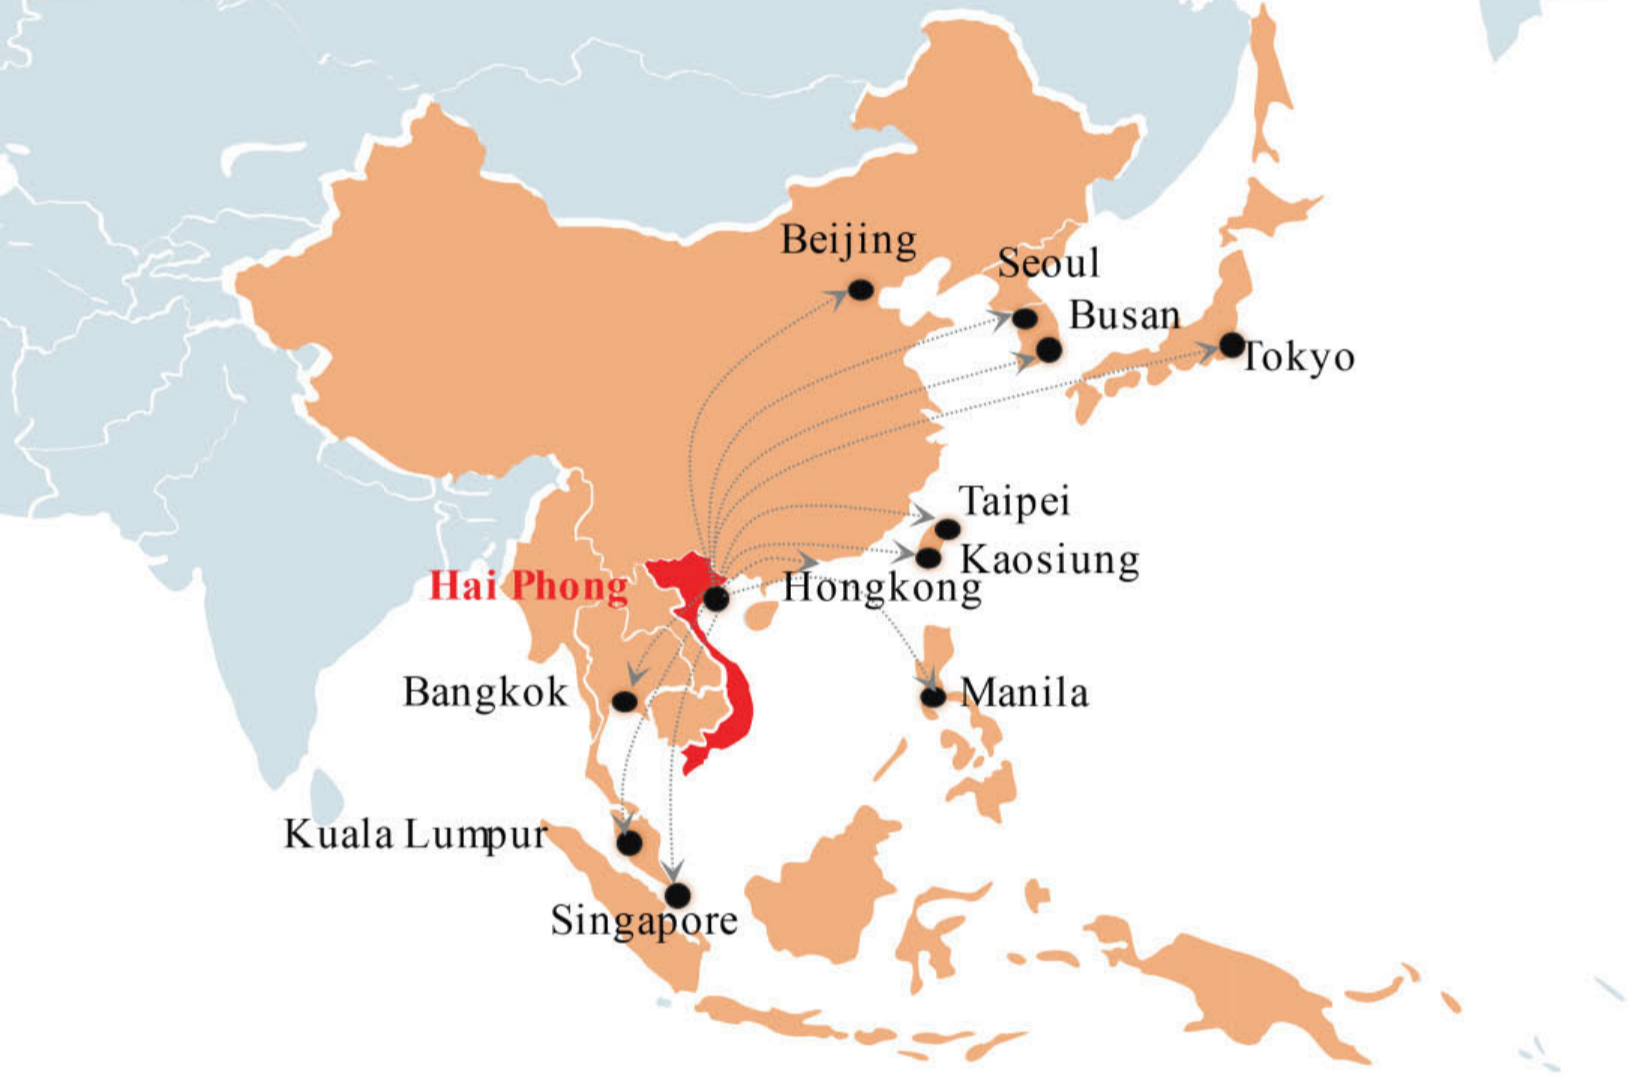 Beijing
Seoul
Busan
Tokyo
Taipei
Kaosiung
Hai Phong
Hongkong
Bangkok
Manila
Kuala Lumpur
Singapore